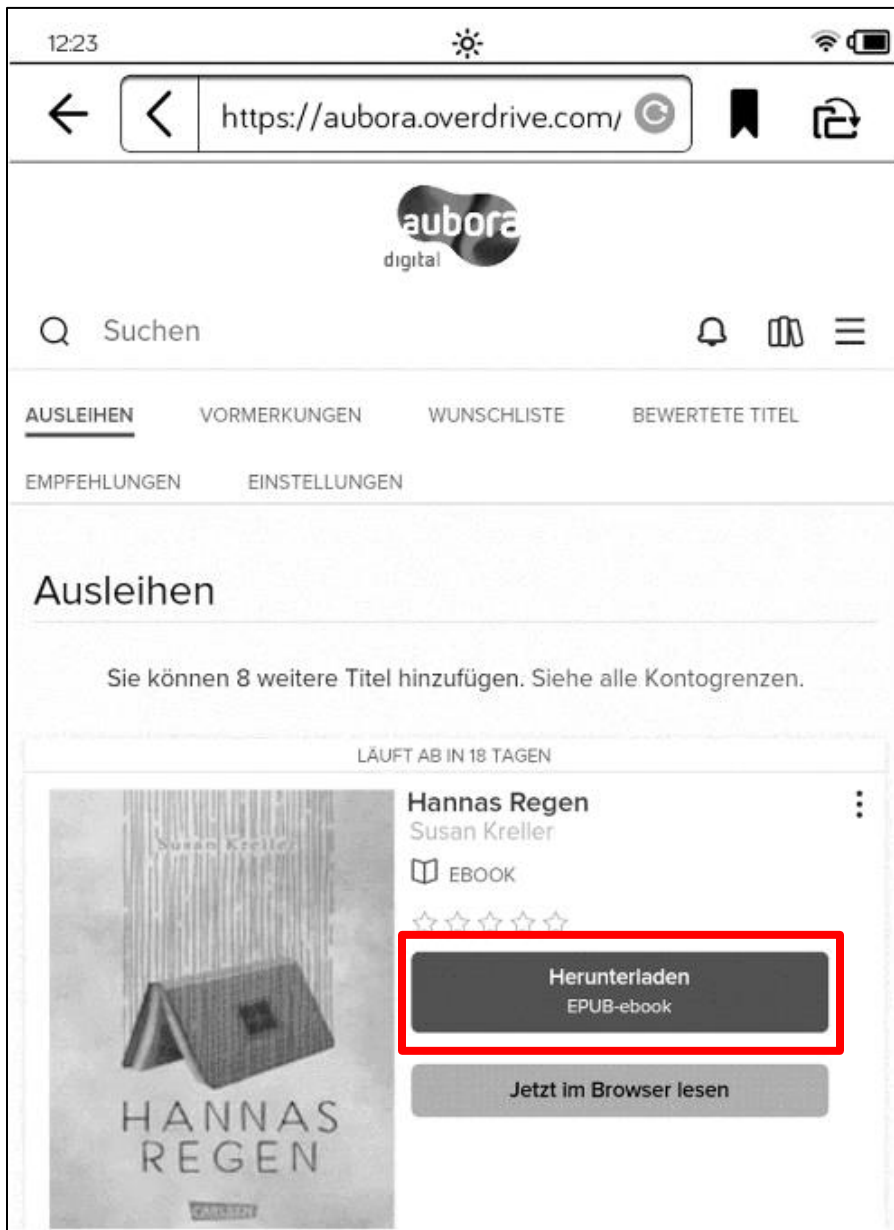 12:23
https://aubora.overdrive.com/
aubora
digital
Suchen
AUSLEIHEN VORMERKUNGEN WUNSCHLISTE BEWERTETE TITEL
EMPFEHLUNGEN EINSTELLUNGEN
Ausleihen
Sie können 8 weitere Titel hinzufügen. Siehe alle Kontogrenzen.
LÄUFT AB IN 18 TAGEN
Hannas Regen
Susan Kreller
EBOOK
Herunterladen
EPUB-ebook
Jetzt im Browser lesen
Susan Kreller
HANNAS
REGEN
CARLSEN